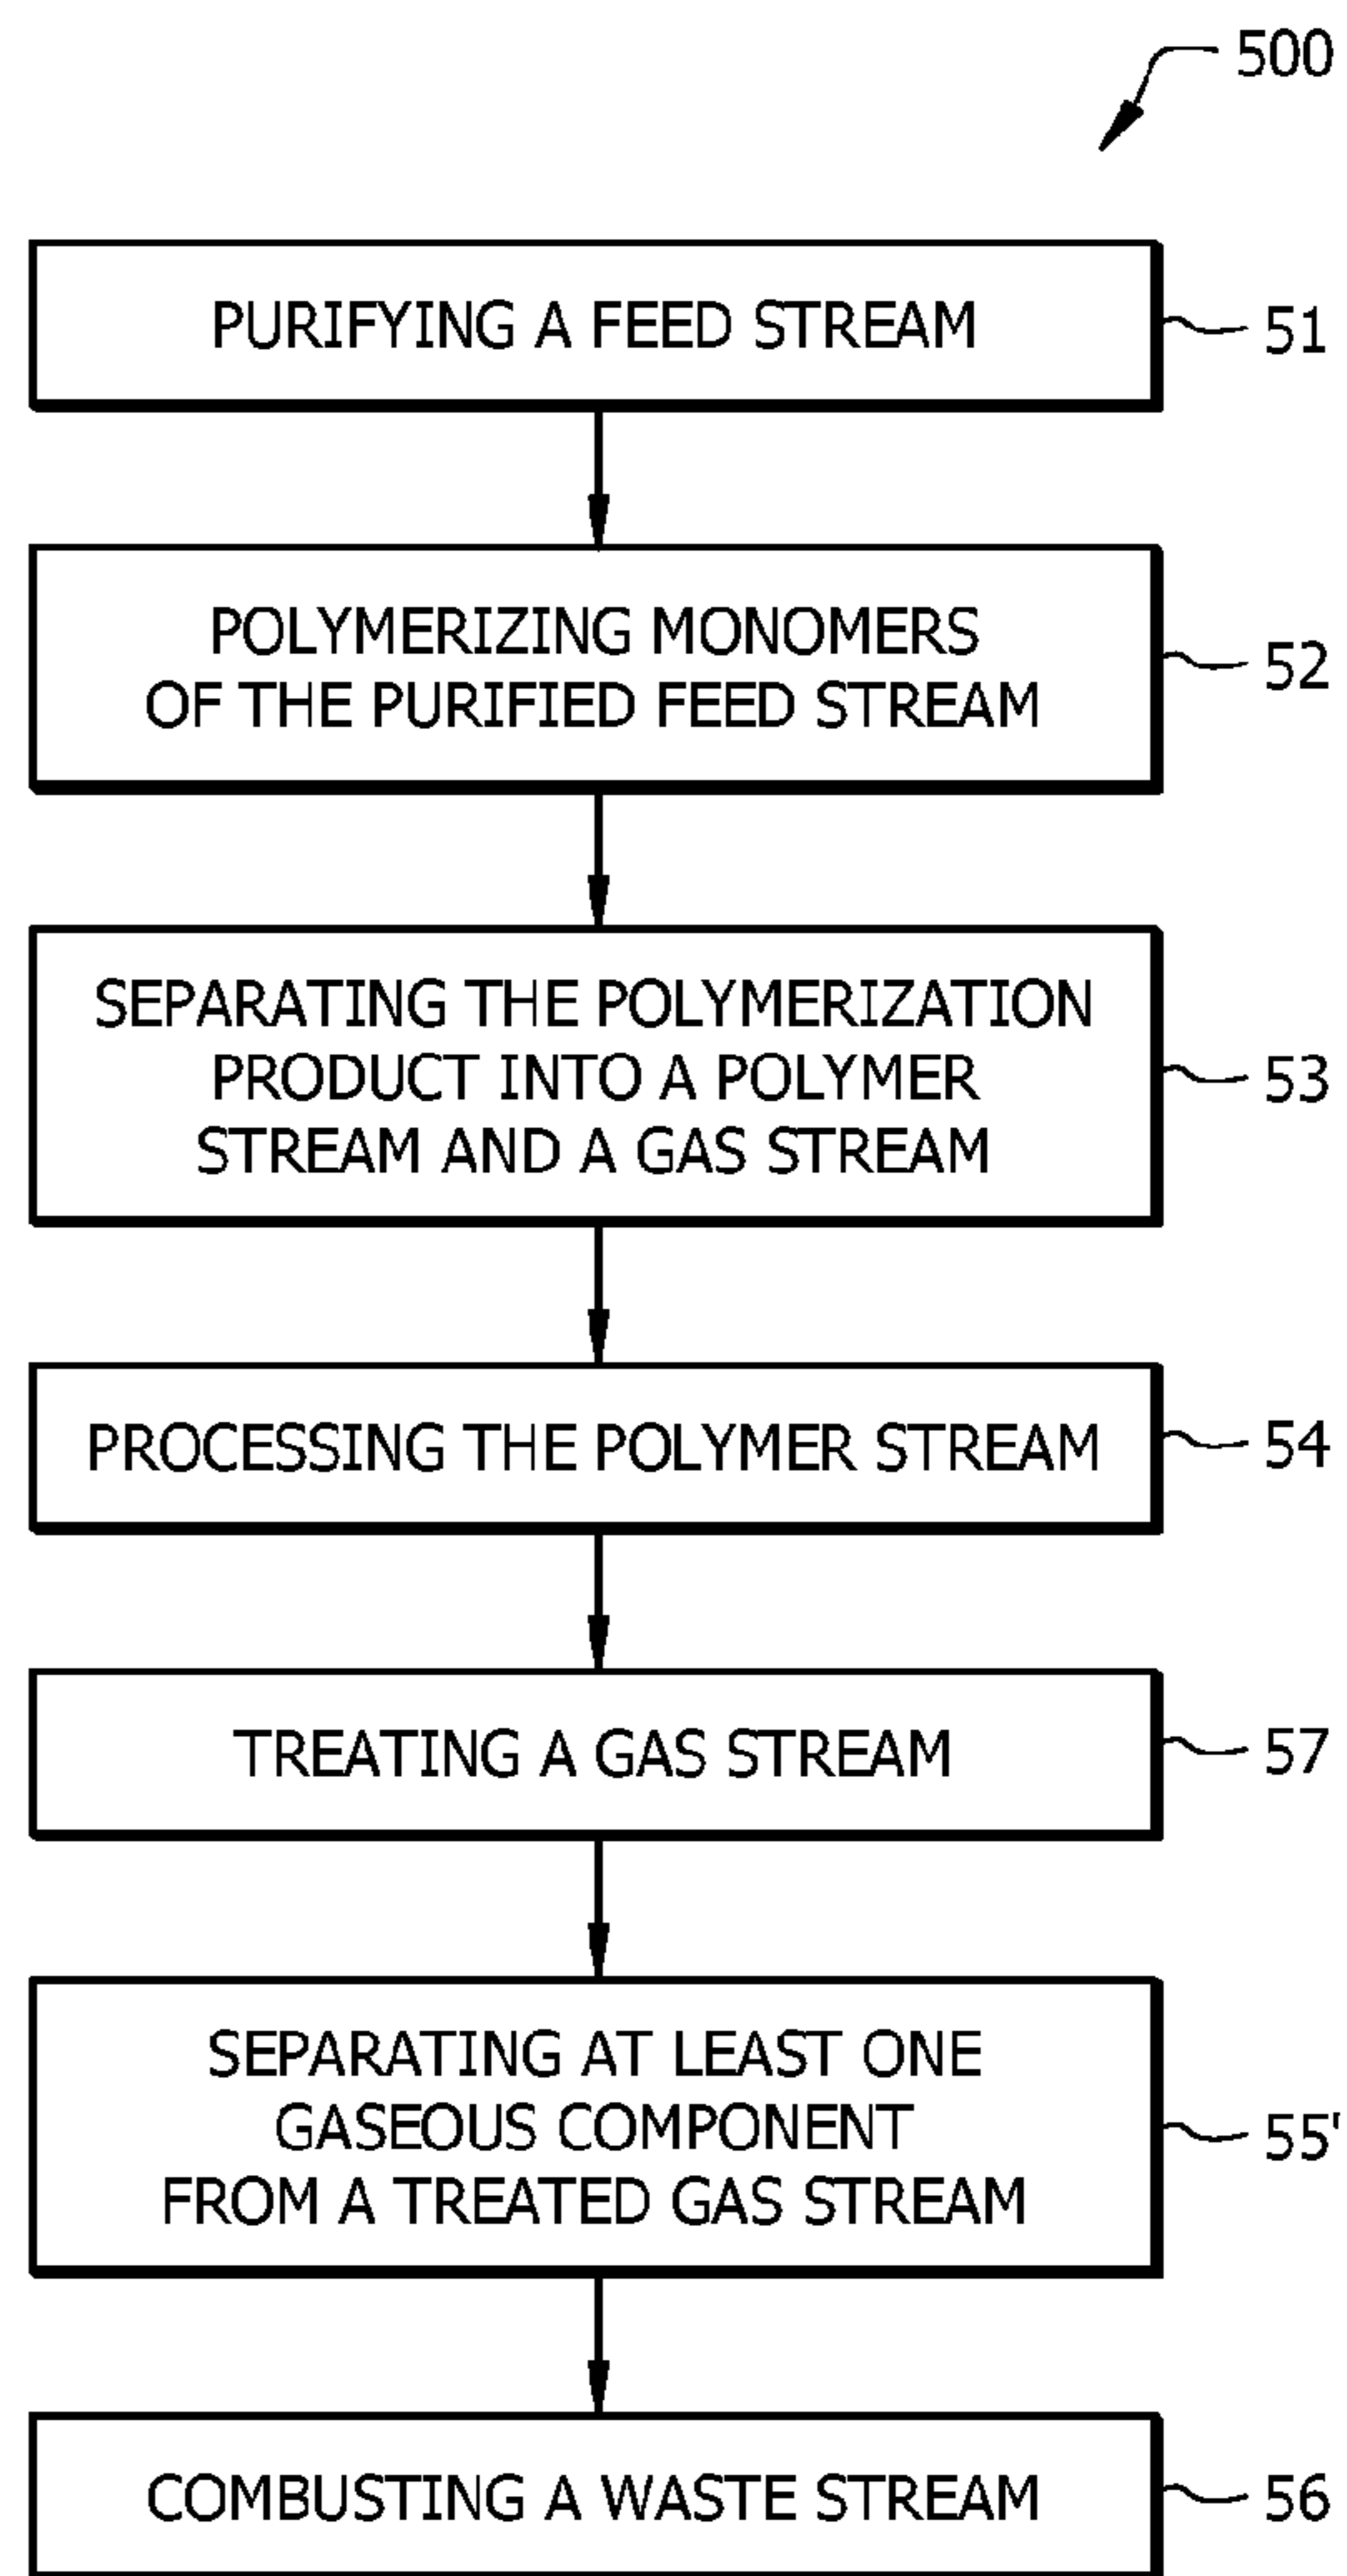 500
PURIFYING A FEED STREAM
51
POLYMERIZING MONOMERS
OF THE PURIFIED FEED STREAM
52
SEPARATING THE POLYMERIZATION
PRODUCT INTO A POLYMER
STREAM AND A GAS STREAM
53
PROCESSING THE POLYMER STREAM
54
TREATING A GAS STREAM
57
SEPARATING AT LEAST ONE
GASEOUS COMPONENT
FROM A TREATED GAS STREAM
55'
COMBUSTING A WASTE STREAM
56